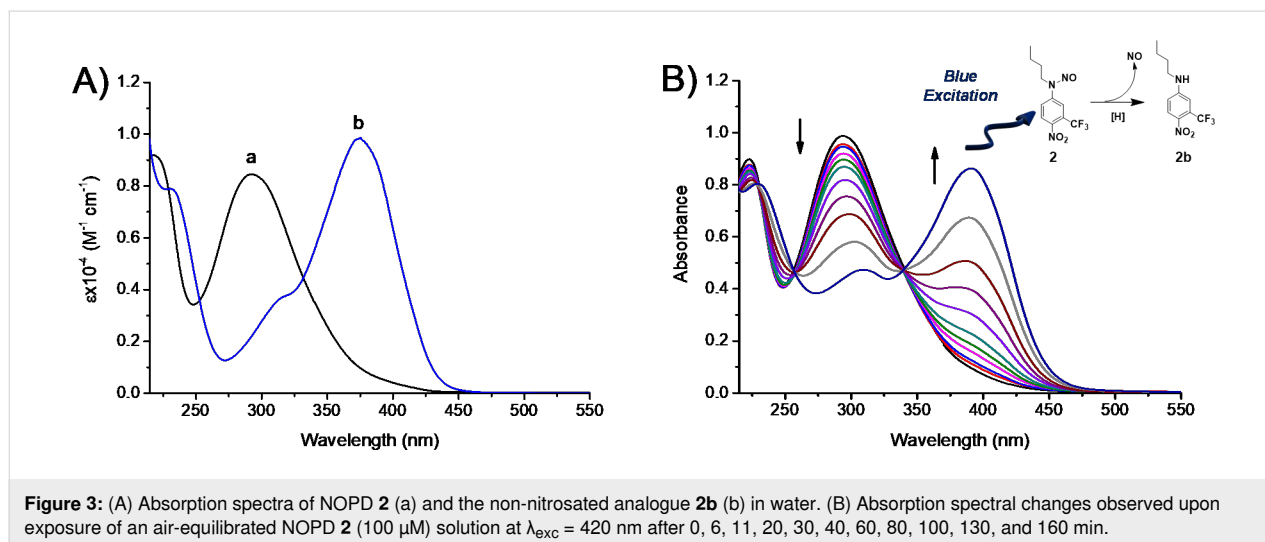 A)
1.2
1.0
0.8
0.6
0.4
0.2
0.0
εx10⁻⁴ (M⁻¹ cm⁻¹)
a
b
250 300 350 400 450 500 550
Wavelength (nm)
B)
1.2
1.0
0.8
0.6
0.4
0.2
0.0
Absorbance
Blue
Excitation
N
NO
CF₃
NO₂
2
NO
[H]
NH
CF₃
NO₂
2b
250 300 350 400 450 500 550
Wavelength (nm)
Figure 3: (A) Absorption spectra of NOPD 2 (a) and the non-nitrosated analogue 2b (b) in water. (B) Absorption spectral changes observed upon
exposure of an air-equilibrated NOPD 2 (100 µM) solution at λexc = 420 nm after 0, 6, 11, 20, 30, 40, 60, 80, 100, 130, and 160 min.